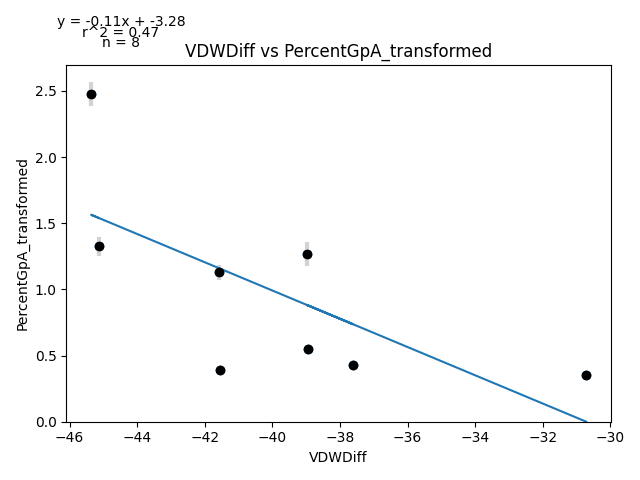 y = -0.11x + -3.28
r^2 = 0.47
n = 8
VDWDiff vs PercentGpA_transformed
PercentGpA_transformed
2.5
2.0
1.5
1.0
0.5
0.0
−46 −44 −42 −40 −38 −36 −34 −32 −30
VDWDiff